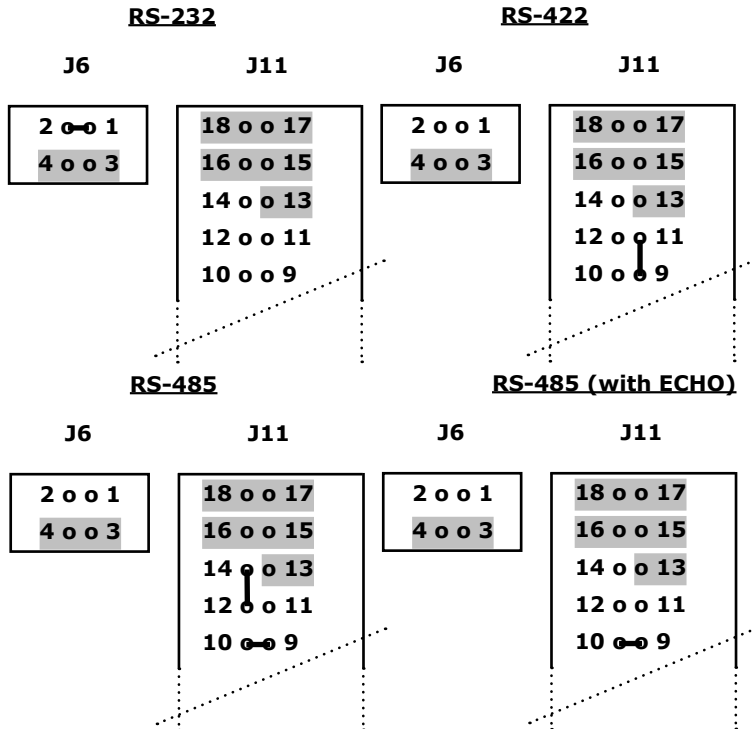 RS-232 RS-422
J6 J11 J6 J11
2 o o 1 18 o o 17 2 o o 1 18 o o 17
4 o o 3 16 o o 15 4 o o 3 16 o o 15
14 o o 13 14 o o 13
12 o o 11 12 o o 11
10 o o 9 10 o o 9
RS-485 RS-485 (with ECHO)
J6 J11 J6 J11
2 o o 1 18 o o 17 2 o o 1 18 o o 17
4 o o 3 16 o o 15 4 o o 3 16 o o 15
14 o o 13 14 o o 13
12 o o 11 12 o o 11
10 o o 9 10 o o 9